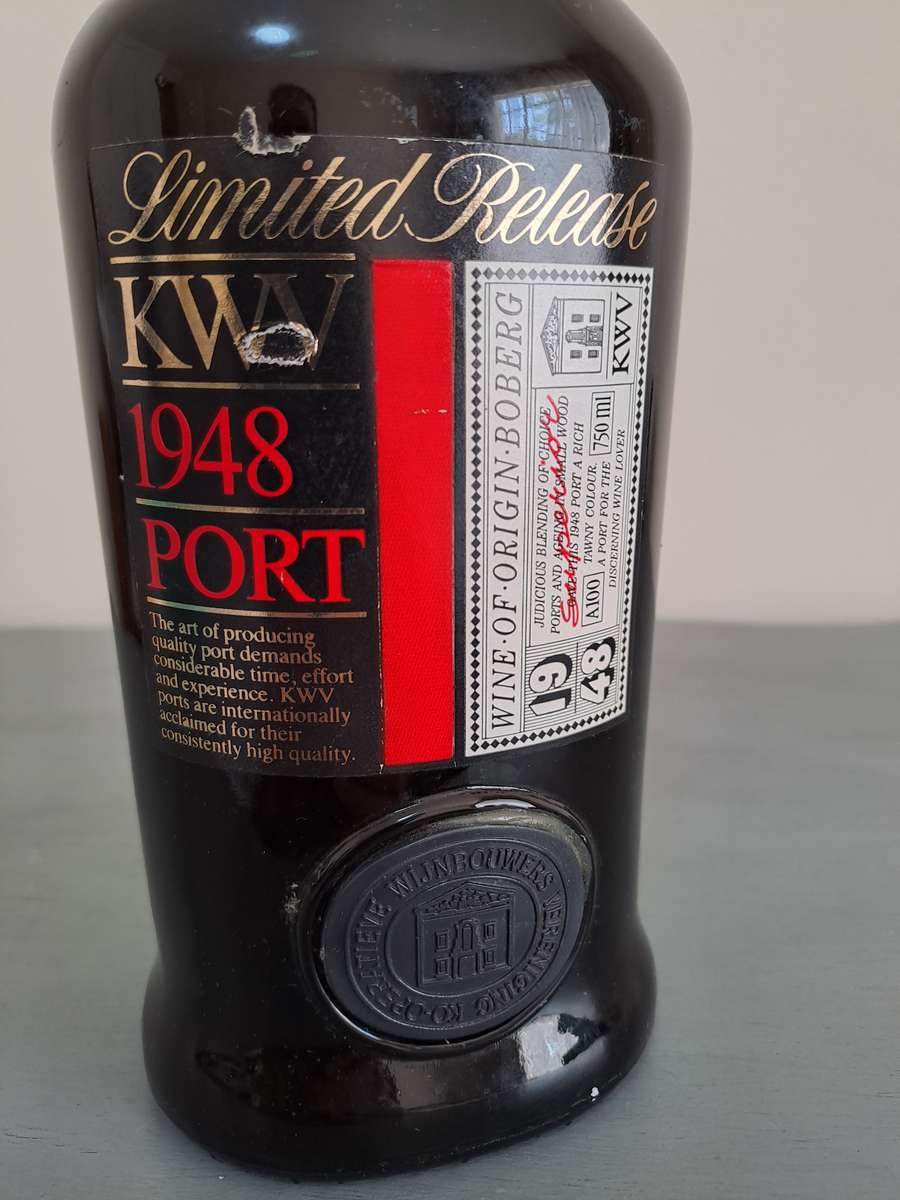 Limited Release
KWV
1948
PORT
The art of producing
quality port demands
considerable time, effort
and experience. KWV
ports are internationally
acclaimed for their
consistently high quality.
WINE·OF·ORIGIN·BOBERG
JUDICIOUS BLENDING OF CHOICE
PORTS AND AGEING IN SMALL WOOD
THIS 1948 PORT A RICH
TAWNY COLOUR.
A PORT FOR THE
DISCERNING WINE LOVER
Superior
A100
750 ml
1948
KWV
KO-OPERATIEVE WIJNBOUWERS VERENIGING